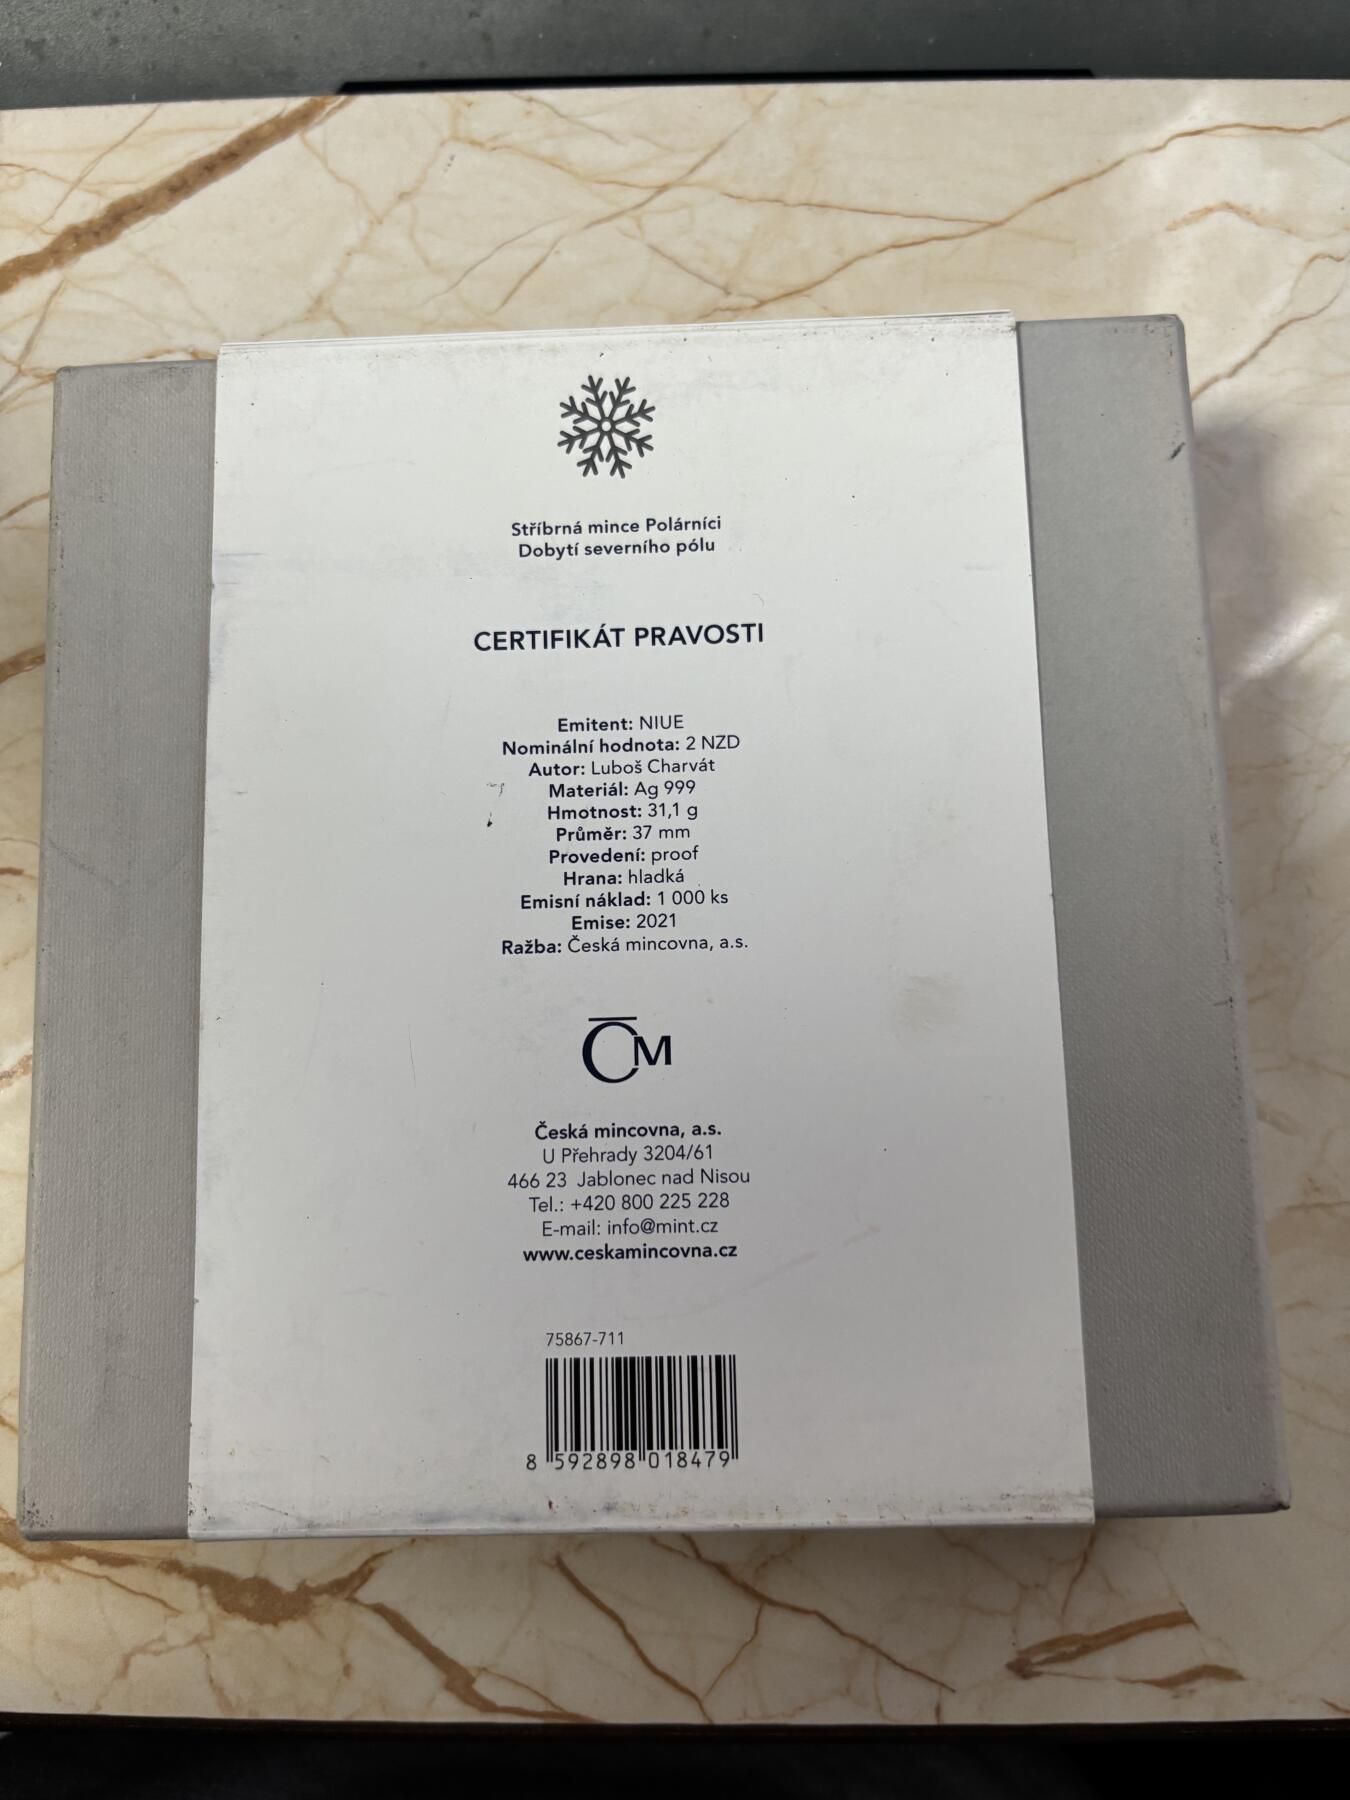 Stříbrná mince Polárníci
Dobytí severního pólu
CERTIFIKÁT PRAVOSTI
Emitent: NIUE
Nominální hodnota: 2 NZD
Autor: Luboš Charvát
Materiál: Ag 999
Hmotnost: 31,1 g
Průměr: 37 mm
Provedení: proof
Hrana: hladká
Emisní náklad: 1 000 ks
Emise: 2021
Ražba: Česká mincovna, a.s.
ČM
Česká mincovna, a.s.
U Přehrady 3204/61
466 23 Jablonec nad Nisou
Tel.: +420 800 225 228
E-mail: info@mint.cz
www.ceskamincovna.cz
75867-711
8 592898 018479